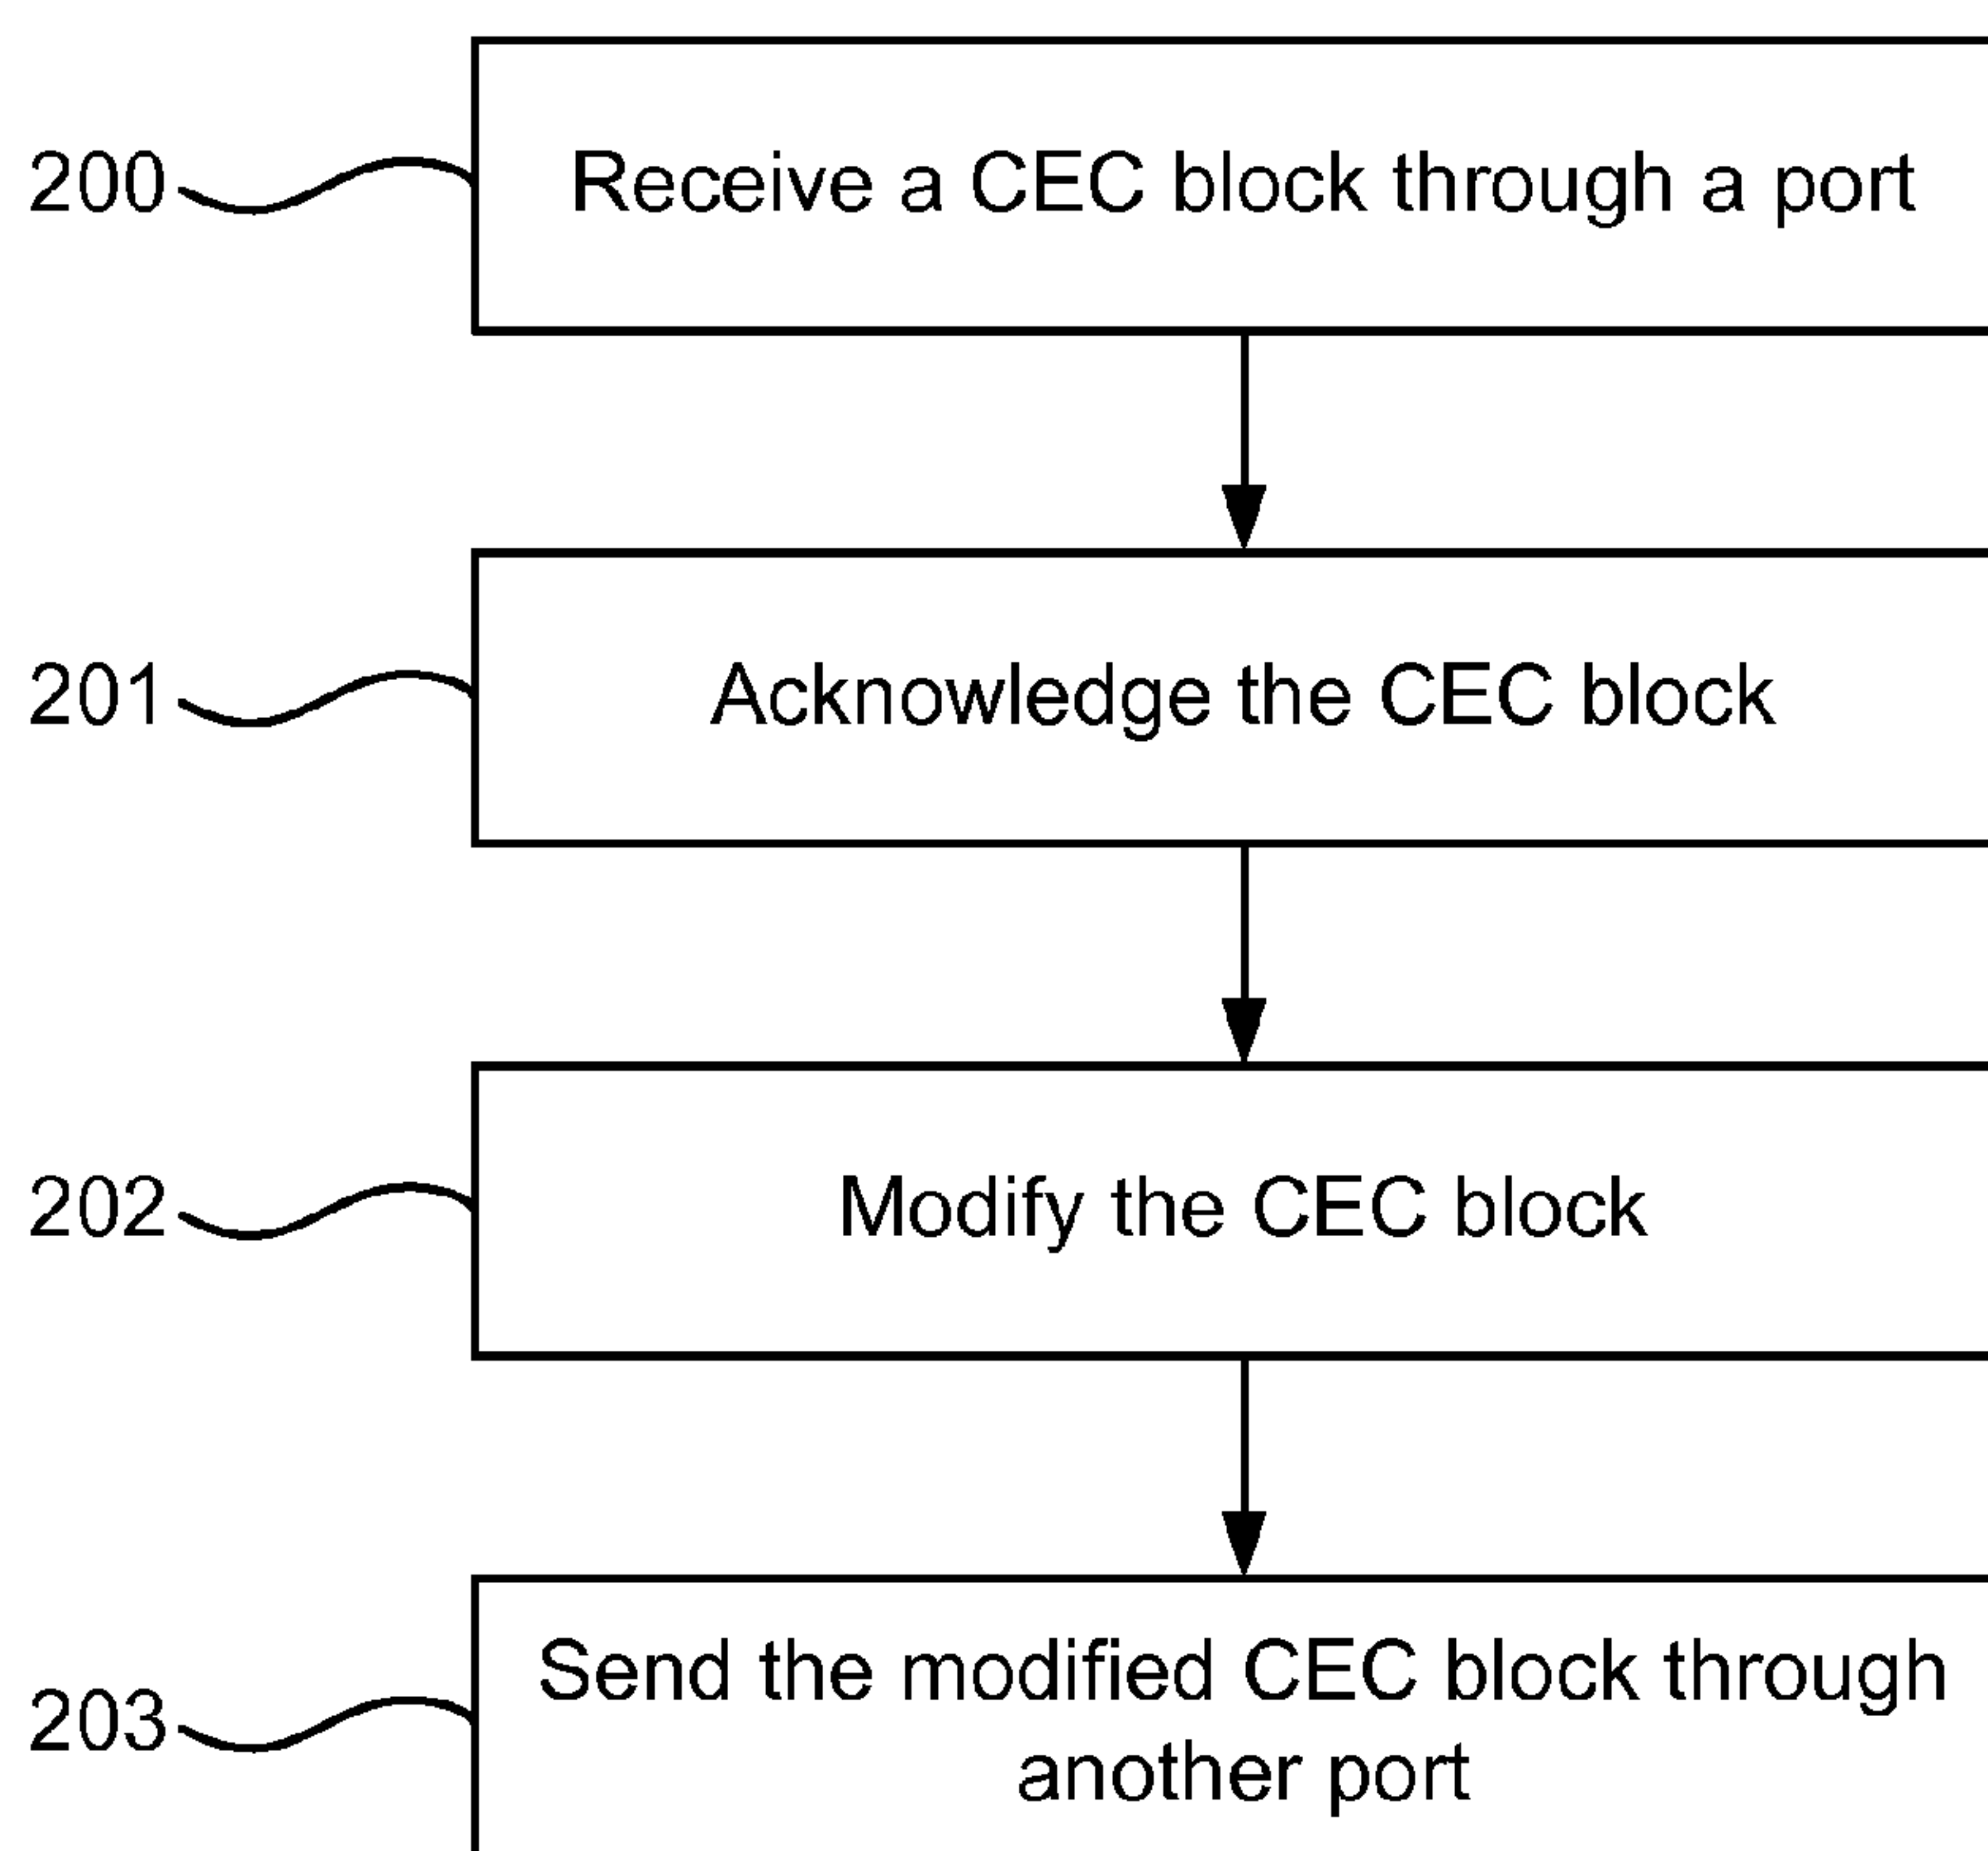 200
Receive a CEC block through a port
201
Acknowledge the CEC block
202
Modify the CEC block
203
Send the modified CEC block through
another port